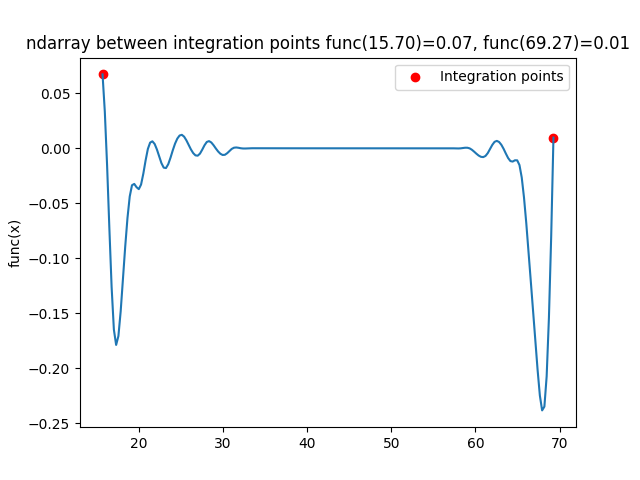 ndarray between integration points func(15.70)=0.07, func(69.27)=0.01
Integration points
func(x)
0.05
0.00
−0.05
−0.10
−0.15
−0.20
−0.25
20 30 40 50 60 70